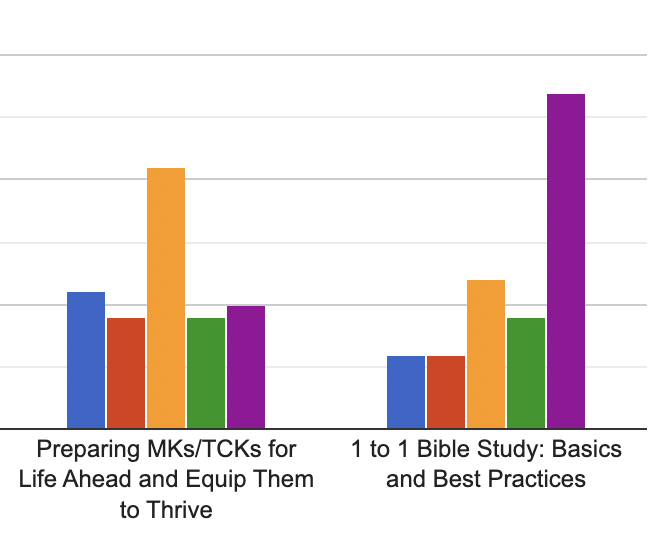 Preparing MKs/TCKs for
Life Ahead and Equip Them
to Thrive
1 to 1 Bible Study: Basics
and Best Practices